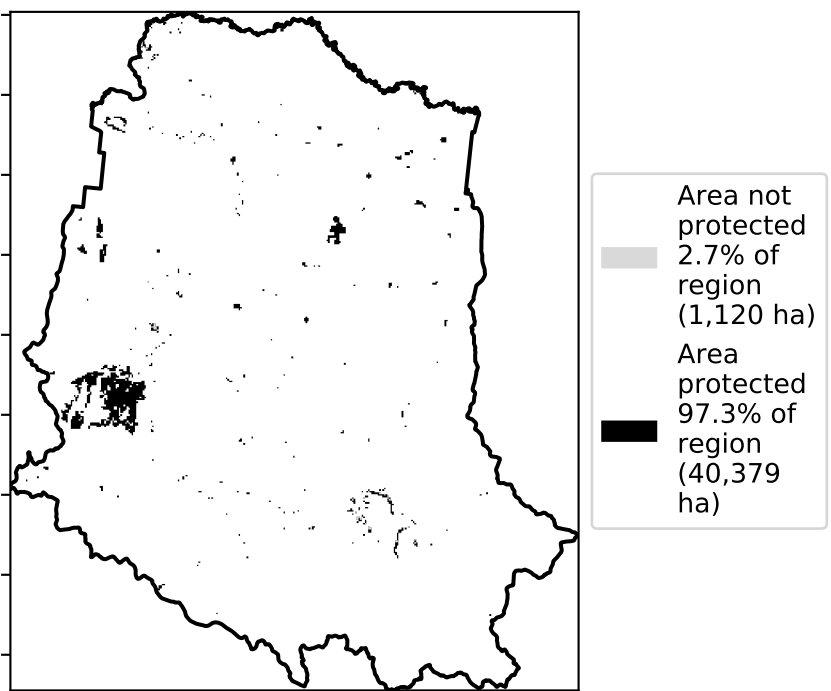 Area not
protected
2.7% of
region
(1,120 ha)
Area
protected
97.3% of
region
(40,379
ha)